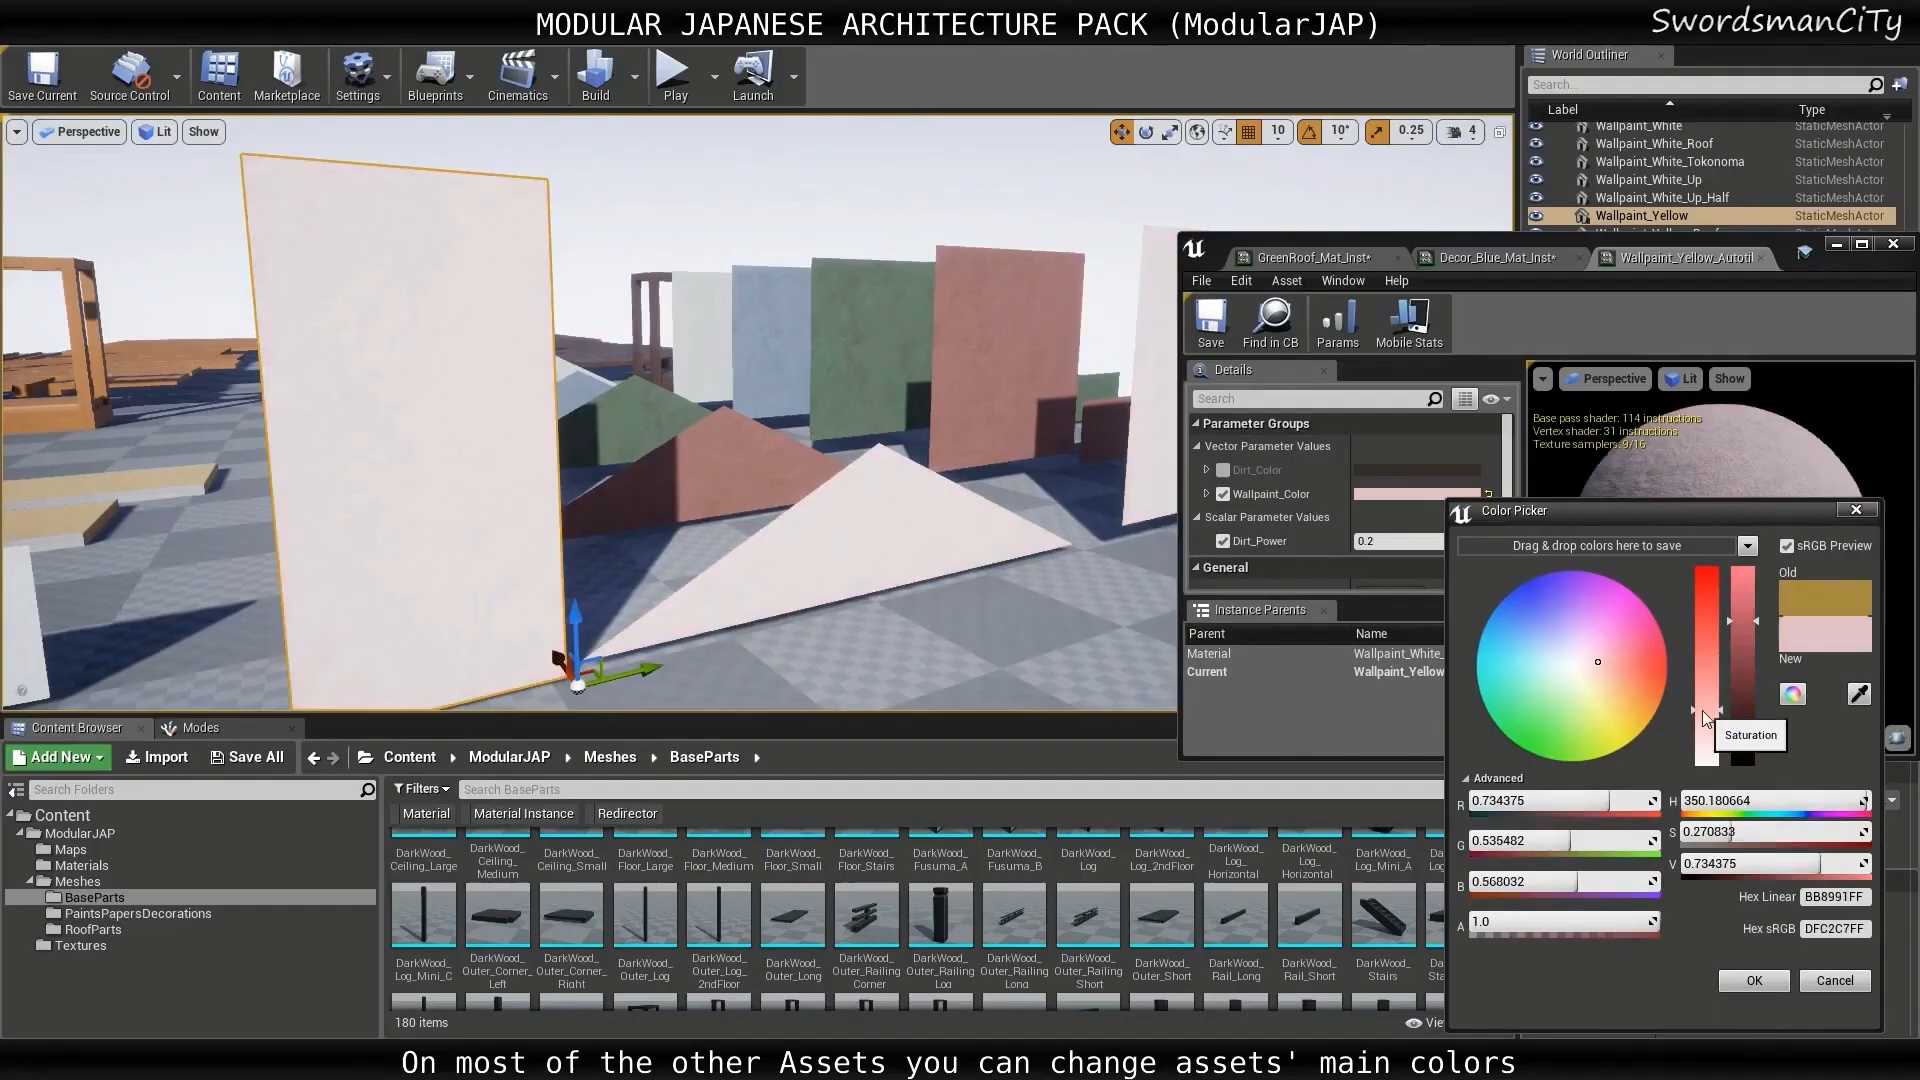 MODULAR JAPANESE ARCHITECTURE PACK (ModularJAP)
SwordsmanCiTy
Save Current
Source Control
Content
Marketplace
Settings
Blueprints
Cinematics
Build
Play
Launch
World Outliner
Search...
Label
Type
Wallpaint_White StaticMeshActor
Wallpaint_White_Roof StaticMeshActor
Wallpaint_White_Tokonoma StaticMeshActor
Wallpaint_White_Up StaticMeshActor
Wallpaint_White_Up_Half StaticMeshActor
Wallpaint_Yellow StaticMeshActor
Perspective
Lit
Show
10
10°
0.25
4
GreenRoof_Mat_Inst*
Decor_Blue_Mat_Inst*
Wallpaint_Yellow_Autotil
File Edit Asset Window Help
Save
Find in CB
Params
Mobile Stats
Details
Search
Parameter Groups
Vector Parameter Values
Dirt_Color
Wallpaint_Color
Scalar Parameter Values
Dirt_Power 0.2
General
Instance Parents
Parent Name
Material Wallpaint_White_
Current Wallpaint_Yellow
Perspective
Lit
Show
Base pass shader: 114 instructions
Vertex shader: 31 instructions
Texture samplers: 9/16
Color Picker
Drag & drop colors here to save
sRGB Preview
Old
New
Saturation
Advanced
R 0.734375
G 0.535482
B 0.568032
A 1.0
H 350.180664
S 0.270833
V 0.734375
Hex Linear BB8991FF
Hex sRGB DFC2C7FF
OK
Cancel
Content Browser
Modes
Add New
Import
Save All
Content
ModularJAP
Meshes
BaseParts
Search Folders
Content
ModularJAP
Maps
Materials
Meshes
BaseParts
PaintsPapersDecorations
RoofParts
Textures
Filters
Search BaseParts
Material
Material Instance
Redirector
DarkWood_
Ceiling_Large
DarkWood_
Ceiling_
Medium
DarkWood_
Ceiling_Small
DarkWood_
Floor_Large
DarkWood_
Floor_Medium
DarkWood_
Floor_Small
DarkWood_
Floor_Stairs
DarkWood_
Fusuma_A
DarkWood_
Fusuma_B
DarkWood_
Log
DarkWood_
Log_2ndFloor
DarkWood_
Log_
Horizontal
DarkWood_
Log_
Horizontal
DarkWood_
Log_Mini_A
DarkWood_
Log_Mini_C
DarkWood_
Outer_Corner_
Left
DarkWood_
Outer_Corner_
Right
DarkWood_
Outer_Log
DarkWood_
Outer_Log_
2ndFloor
DarkWood_
Outer_Long
DarkWood_
Outer_Railing
Corner
DarkWood_
Outer_Railing
Log
DarkWood_
Outer_Railing
Long
DarkWood_
Outer_Railing
Short
DarkWood_
Outer_Short
DarkWood_
Rail_Long
DarkWood_
Rail_Short
DarkWood_
Stairs
180 items
On most of the other Assets you can change assets' main colors